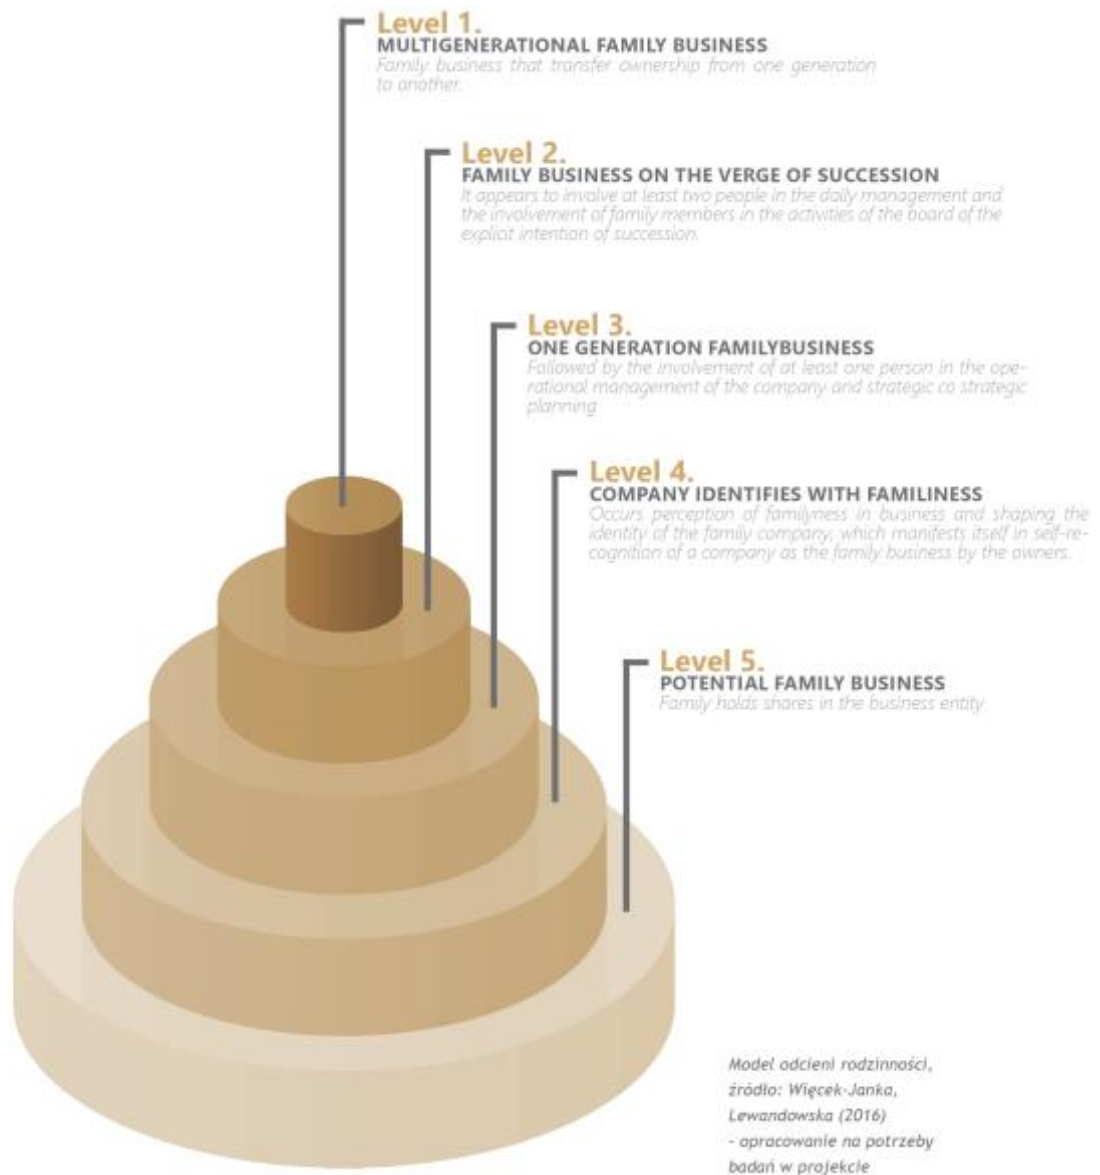 Level 1.
MULTIGENERATIONAL FAMILY BUSINESS
Family business that transfer ownership from one generation
to another.
Level 2.
FAMILY BUSINESS ON THE VERGE OF SUCCESSION
It appears to involve at least two people in the daily management and
the involvement of family members in the activities of the board of the
explicit intention of succession.
Level 3.
ONE GENERATION FAMILYBUSINESS
Followed by the involvement of at least one person in the ope-
rational management of the company and strategic co strategic
planning
Level 4.
COMPANY IDENTIFIES WITH FAMILINESS
Occurs perception of familyness in business and shaping the
identity of the family company, which manifests itself in self-re-
cognition of a company as the family business by the owners.
Level 5.
POTENTIAL FAMILY BUSINESS
Family holds shares in the business entity
Model odcieni rodzinności,
źródło: Więcek-Janka,
Lewandowska (2016)
- opracowanie na potrzeby
badań w projekcie